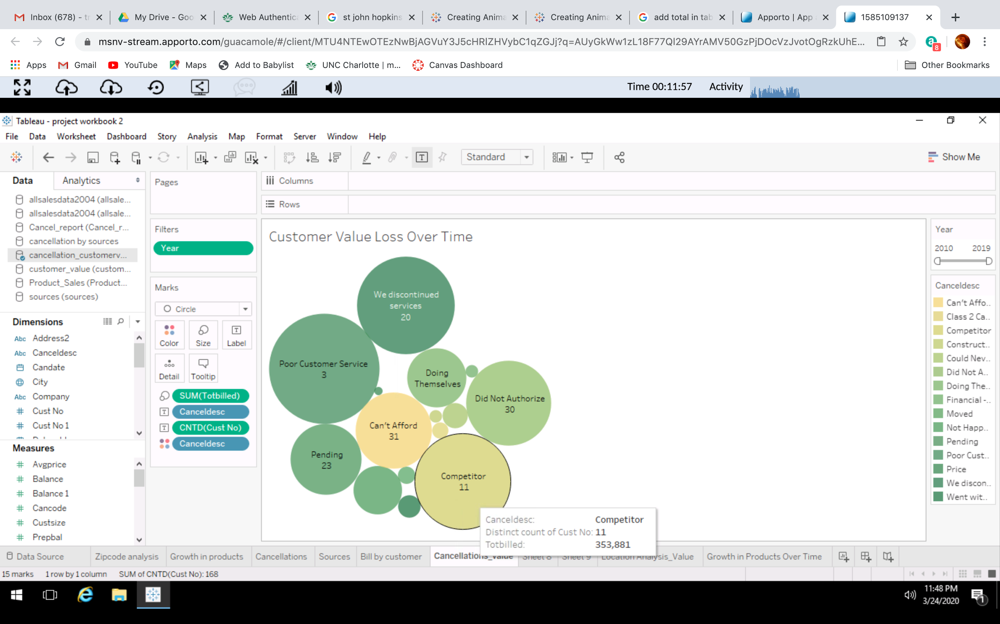 Inbox (678) - tr
My Drive - Goo
Web Authentica
st john hopkins
Creating Anima
Creating Anima
add total in tab
Apporto | App
1585109137
msnv-stream.apporto.com/guacamole/#/client/MTU4NTEwOTEzNwBjAGVuY3J5cHRlZHVybC1qZGJj?q=AUyGkWw1zL18F77Ql29AYrAMV50GzPjDOcVzJvotOgRzkUhE...
8
Apps
Gmail
YouTube
Maps
Add to Babylist
UNC Charlotte | m...
Canvas Dashboard
Other Bookmarks
Time 00:11:57
Activity
Tableau - project workbook 2
File Data Worksheet Dashboard Story Analysis Map Format Server Window Help
Standard
Show Me
Data
Analytics
allsalesdata2004 (allsale...
allsalesdata2004 (allsale...
Cancel_report (Cancel_r...
cancellation by sources
cancellation_customerv...
customer_value (custom...
Product_Sales (Product...
sources (sources)
Dimensions
Abc Address2
Abc Canceldesc
Candate
City
Abc Company
# Cust No
# Cust No 1
Measures
# Avgprice
# Balance
# Balance 1
# Cancode
# Custsize
# Prepbal
Pages
Filters
Year
Marks
Circle
Color
Size
Label
Detail
Tooltip
SUM(Totbilled)
Canceldesc
CNTD(Cust No)
Canceldesc
Columns
Rows
Customer Value Loss Over Time
We discontinued
services
20
Poor Customer Service
3
Doing
Themselves
Did Not Authorize
30
Can't Afford
31
Pending
23
Competitor
11
Canceldesc: Competitor
Distinct count of Cust No: 11
Totbilled: 353,881
Year
2010 2019
Canceldesc
Can't Affo..
Class 2 Ca..
Competitor
Construct..
Could Nev..
Did Not A..
Doing The..
Financial -..
Moved
Not Happ..
Pending
Poor Cust..
Price
We discon..
Went wit..
Data Source
Zipcode analysis
Growth in products
Cancellations
Sources
Bill by customer
Cancellations_Value
Sheet 8
Sheet 9
Location Analysis_Value
Growth in Products Over Time
15 marks
1 row by 1 column
SUM of CNTD(Cust No): 168
11:48 PM
3/24/2020
1